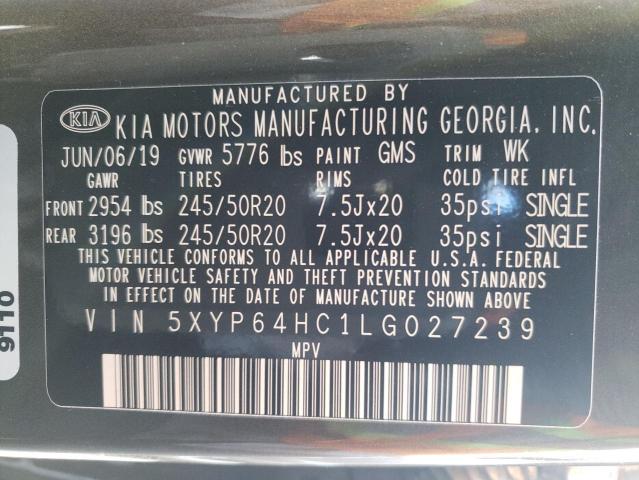 MANUFACTURED BY
KIA KIA MOTORS MANUFACTURING GEORGIA, INC.
JUN/06/19 GVWR 5776 lbs PAINT GMS TRIM WK
GAWR TIRES RIMS COLD TIRE INFL
FRONT 2954 lbs 245/50R20 7.5Jx20 35psi SINGLE
REAR 3196 lbs 245/50R20 7.5Jx20 35psi SINGLE
THIS VEHICLE CONFORMS TO ALL APPLICABLE U.S.A. FEDERAL
MOTOR VEHICLE SAFETY AND THEFT PREVENTION STANDARDS
IN EFFECT ON THE DATE OF MANUFACTURE SHOWN ABOVE
VIN 5XYP64HC1LG027239
MPV
9110